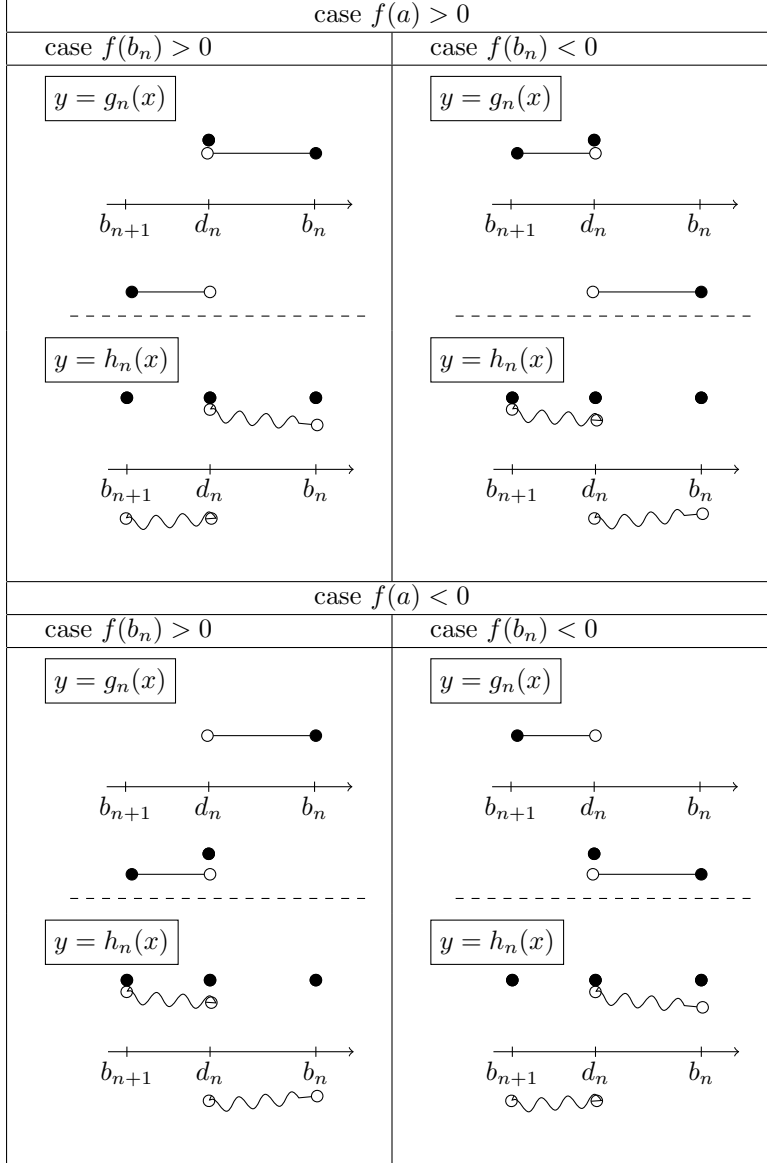 case f(a) > 0
case f(b_n) > 0 case f(b_n) < 0
y = g_n(x) y = g_n(x)
b_{n+1} d_n b_n b_{n+1} d_n b_n
y = h_n(x) y = h_n(x)
b_{n+1} d_n b_n b_{n+1} d_n b_n
case f(a) < 0
case f(b_n) > 0 case f(b_n) < 0
y = g_n(x) y = g_n(x)
b_{n+1} d_n b_n b_{n+1} d_n b_n
y = h_n(x) y = h_n(x)
b_{n+1} d_n b_n b_{n+1} d_n b_n